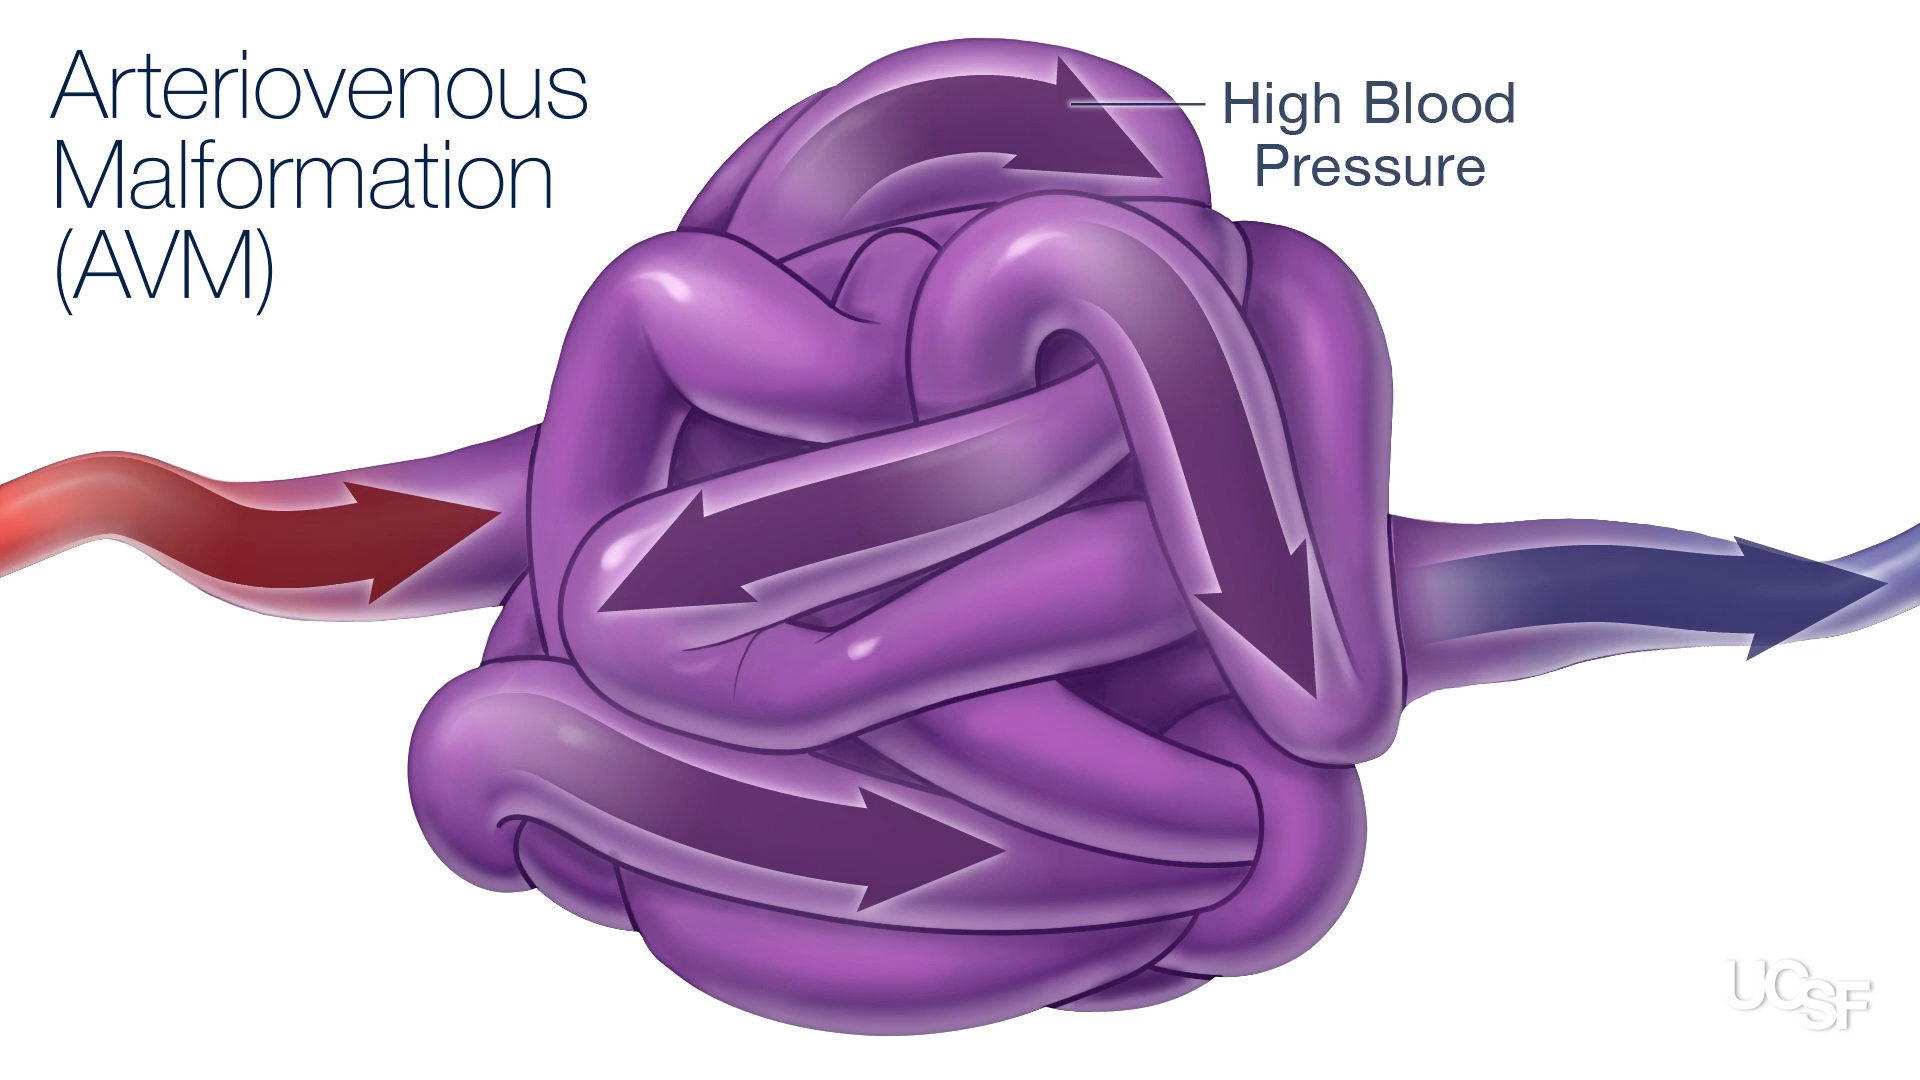 Arteriovenous
Malformation
(AVM)
High Blood
Pressure
UCSF